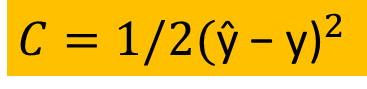 C = 1/2(ŷ – y)²